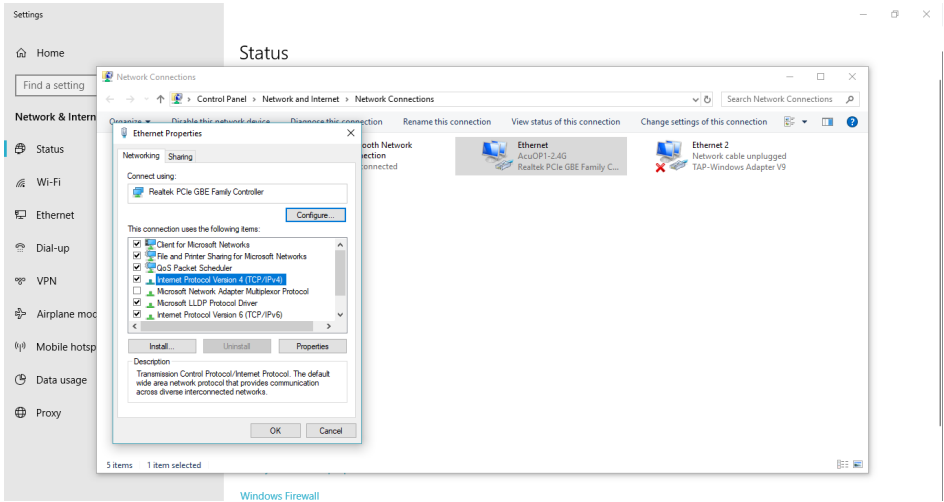 Settings
Home
Find a setting
Network & Intern
Status
Wi-Fi
Ethernet
Dial-up
VPN
Airplane mod
Mobile hotsp
Data usage
Proxy
Status
Network Connections
Control Panel > Network and Internet > Network Connections
Search Network Connections
Organize Disable this network device Diagnose this connection Rename this connection View status of this connection Change settings of this connection
ooth Network
ection
onnected
Ethernet
AcuOP1-2.4G
Realtek PCIe GBE Family C...
Ethernet 2
Network cable unplugged
TAP-Windows Adapter V9
Ethernet Properties
Networking Sharing
Connect using:
Realtek PCIe GBE Family Controller
Configure...
This connection uses the following items:
Client for Microsoft Networks
File and Printer Sharing for Microsoft Networks
QoS Packet Scheduler
Internet Protocol Version 4 (TCP/IPv4)
Microsoft Network Adapter Multiplexor Protocol
Microsoft LLDP Protocol Driver
Internet Protocol Version 6 (TCP/IPv6)
Install... Uninstall Properties
Description
Transmission Control Protocol/Internet Protocol. The default
wide area network protocol that provides communication
across diverse interconnected networks.
OK Cancel
5 items 1 item selected
Windows Firewall